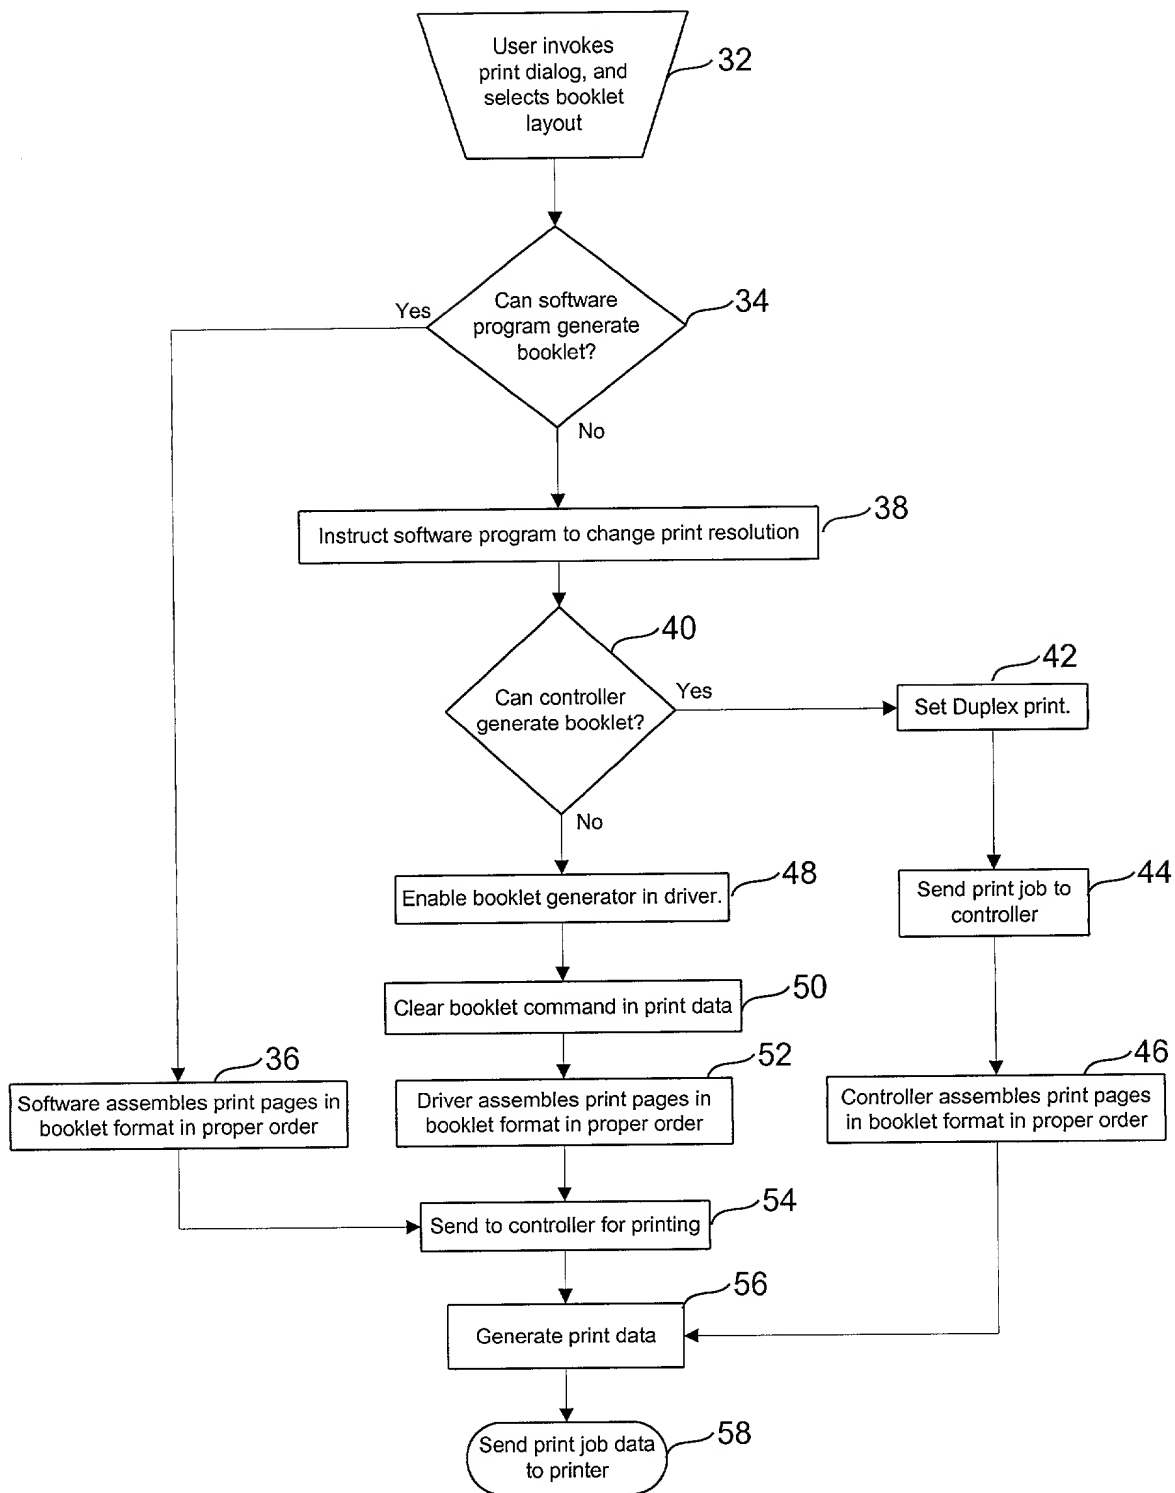 User invokes
print dialog, and
selects booklet
layout
32
Can software
program generate
booklet?
34
Yes
No
Instruct software program to change print resolution
38
40
Can controller
generate booklet?
Yes
No
42
Set Duplex print.
Enable booklet generator in driver.
48
Send print job to
controller
44
Clear booklet command in print data
50
36
Software assembles print pages in
booklet format in proper order
52
Driver assembles print pages in
booklet format in proper order
46
Controller assembles print pages
in booklet format in proper order
Send to controller for printing
54
56
Generate print data
Send print job data
to printer
58